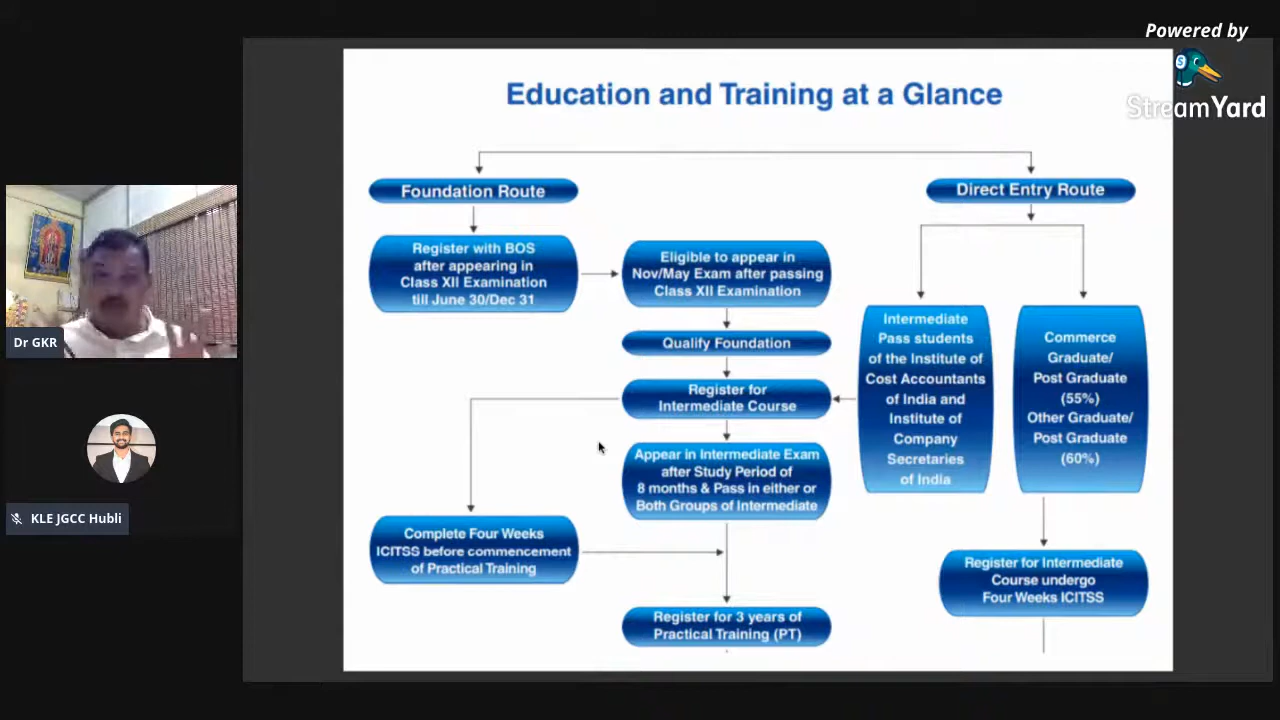 Powered by
StreamYard
Education and Training at a Glance
Foundation Route
Direct Entry Route
Register with BOS
after appearing in
Class XII Examination
till June 30/Dec 31
Eligible to appear in
Nov/May Exam after passing
Class XII Examination
Qualify Foundation
Register for
Intermediate Course
Appear in Intermediate Exam
after Study Period of
8 months & Pass in either or
Both Groups of Intermediate
Intermediate
Pass students
of the Institute of
Cost Accountants
of India and
Institute of
Company
Secretaries
of India
Commerce
Graduate/
Post Graduate
(55%)
Other Graduate/
Post Graduate
(60%)
Complete Four Weeks
ICITSS before commencement
of Practical Training
Register for Intermediate
Course undergo
Four Weeks ICITSS
Register for 3 years of
Practical Training (PT)
Dr GKR
KLE JGCC Hubli